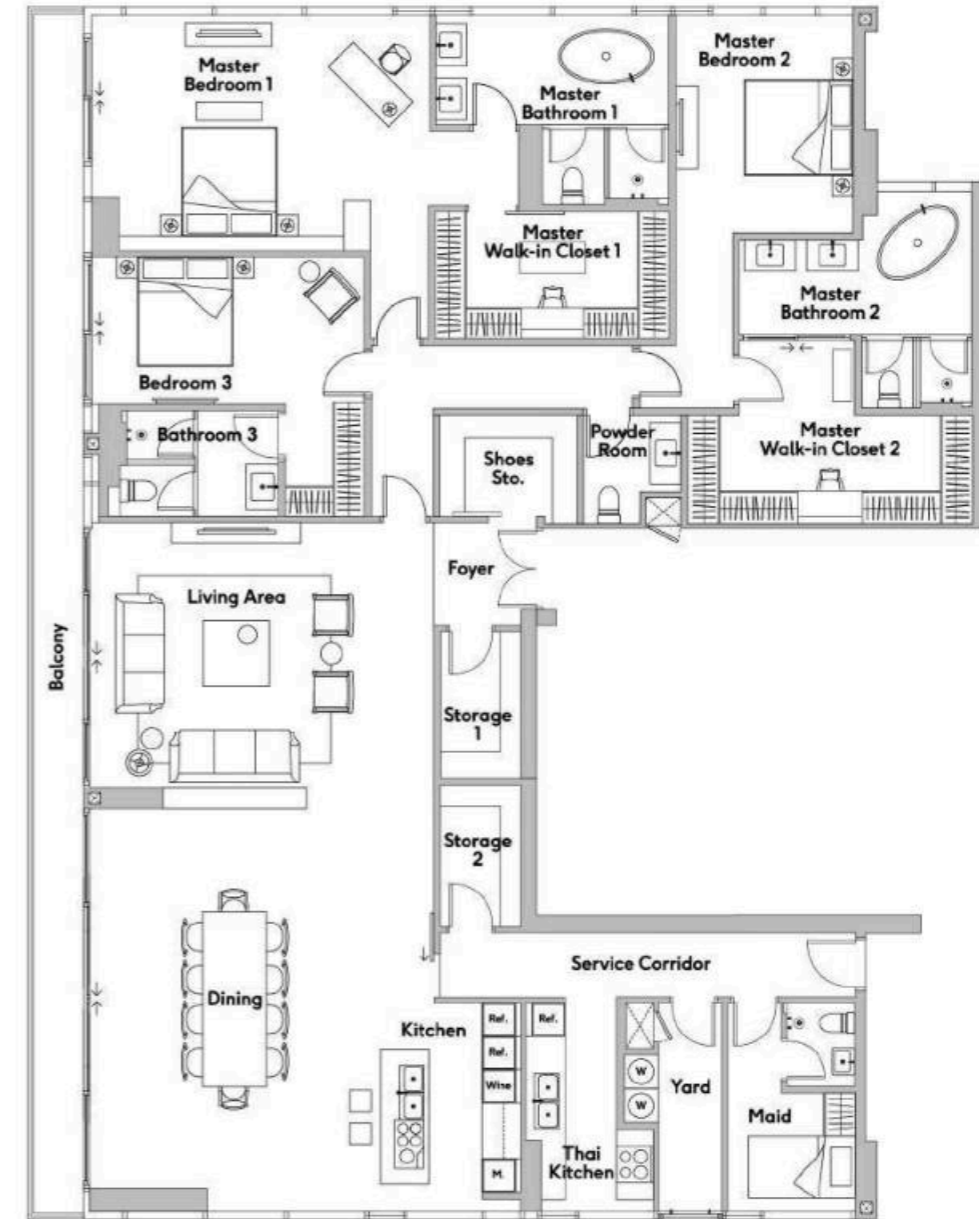 Master
Bedroom 1
Master
Bathroom 1
Master
Bedroom 2
Master
Walk-in Closet 1
Master
Bathroom 2
Bedroom 3
Bathroom 3
Shoes
Sto.
Powder
Room
Master
Walk-in Closet 2
Foyer
Living Area
Balcony
Storage
1
Storage
2
Service Corridor
Dining
Kitchen
Ref.
Ref.
Ref.
Wine
M.
W
W
Yard
Maid
Thai
Kitchen